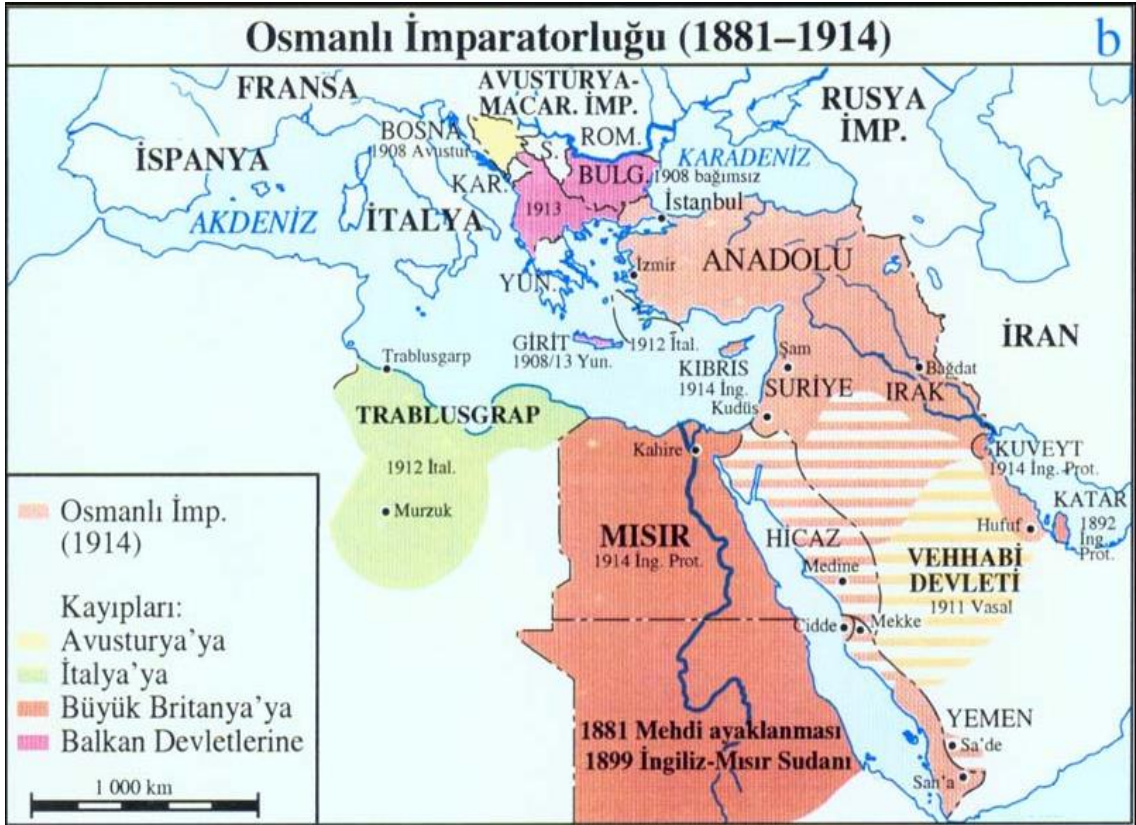 Osmanlı İmparatorluğu (1881–1914)
b
FRANSA
AVUSTURYA-
MACAR. İMP.
RUSYA
İMP.
BOSNA
1908 Avustur.
ROM.
S.
İSPANYA
KARADENİZ
KAR.
BULG.
1908 bağımsız
1913
İstanbul
AKDENİZ
İTALYA
ANADOLU
İzmir
YUN.
İRAN
GİRİT
1908/13 Yun.
1912 İtal.
KIBRIS
1914 İng.
Şam
Bağdat
SURİYE
IRAK
Trablusgarp
Kudüs
TRABLUSGRAP
Kahire
KUVEYT
1914 İng. Prot.
1912 İtal.
KATAR
1892
İng.
Prot.
Murzuk
Hufuf
MISIR
1914 İng. Prot.
HİCAZ
VEHHABİ
DEVLETİ
1911 Vasal
Medine
Cidde
Mekke
YEMEN
Sa'de
San'a
1881 Mehdi ayaklanması
1899 İngiliz-Mısır Sudanı
Osmanlı İmp.
(1914)
Kayıpları:
Avusturya'ya
İtalya'ya
Büyük Britanya'ya
Balkan Devletlerine
1 000 km